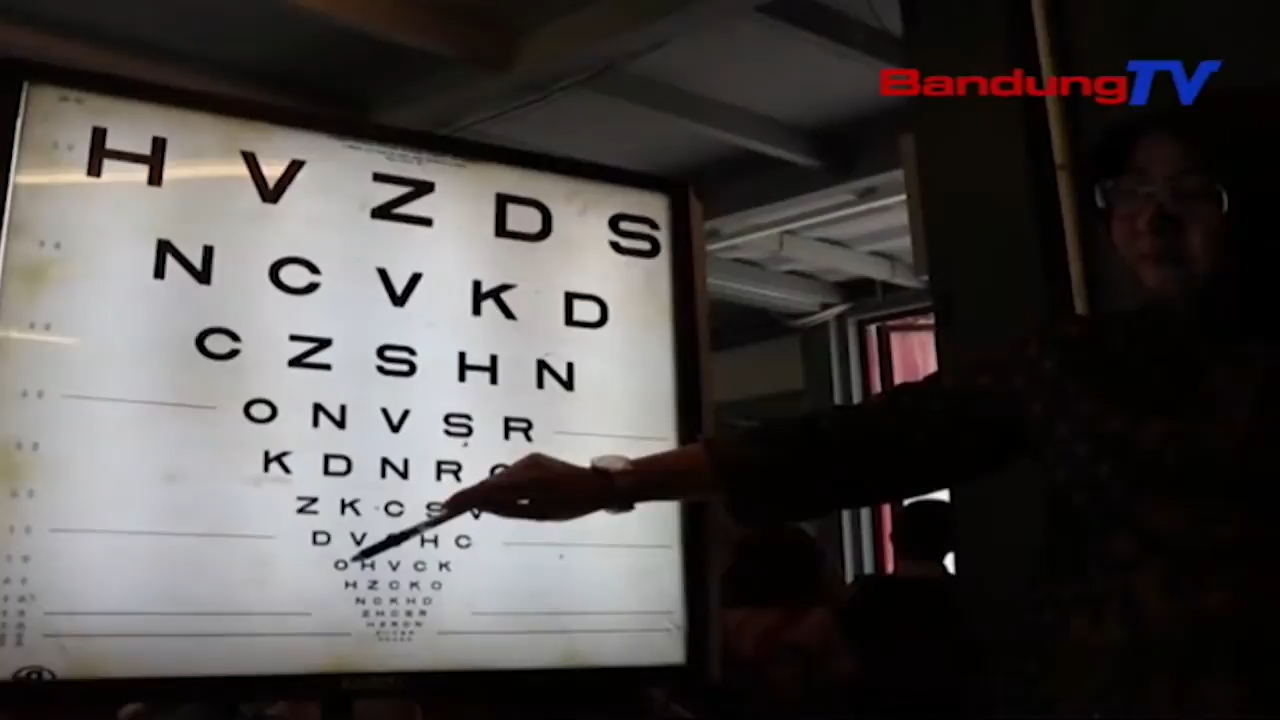 BandungTV
H V Z D S
N C V K D
C Z S H N
O N V S R
K D N R
Z K C S V
D V H C
O H V C K
H Z C K O
N C K H D